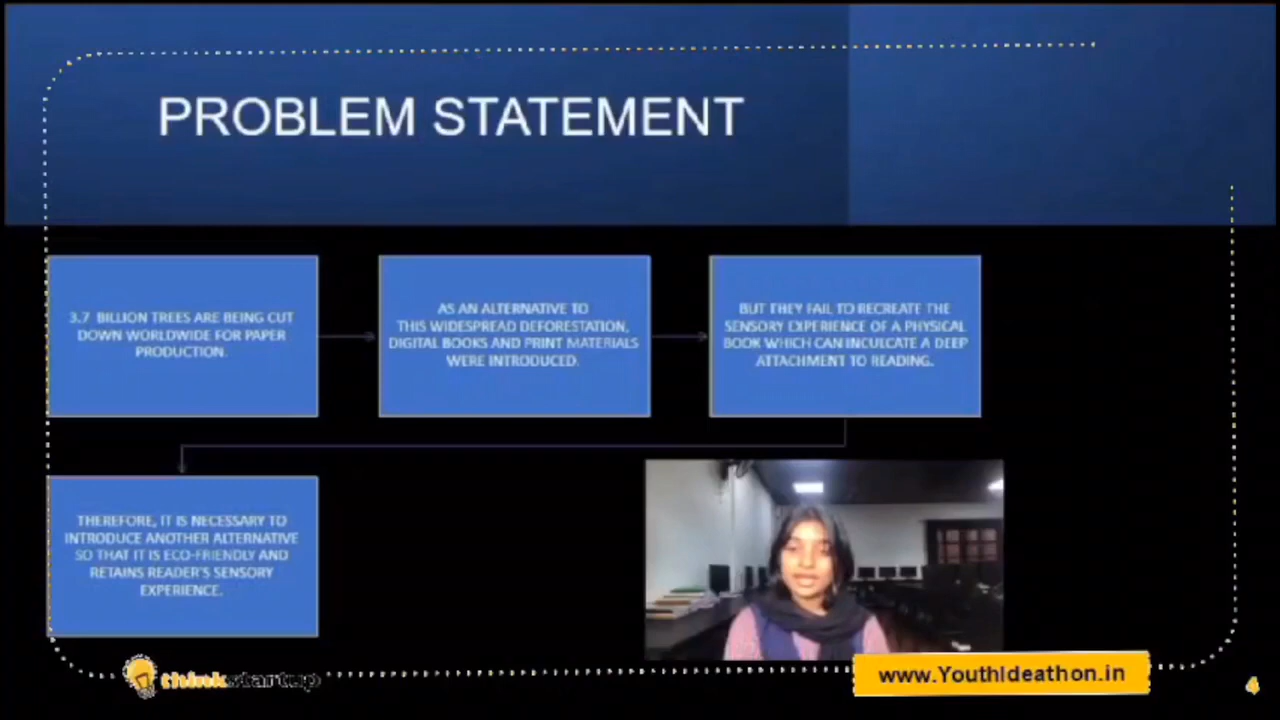 PROBLEM STATEMENT
3.7 BILLION TREES ARE BEING CUT
DOWN WORLDWIDE FOR PAPER
PRODUCTION.
AS AN ALTERNATIVE TO
THIS WIDESPREAD DEFORESTATION,
DIGITAL BOOKS AND PRINT MATERIALS
WERE INTRODUCED.
BUT THEY FAIL TO RECREATE THE
SENSORY EXPERIENCE OF A PHYSICAL
BOOK WHICH CAN INCULCATE A DEEP
ATTACHMENT TO READING.
THEREFORE, IT IS NECESSARY TO
INTRODUCE ANOTHER ALTERNATIVE
SO THAT IT IS ECO-FRIENDLY AND
RETAINS READER'S SENSORY
EXPERIENCE.
thinkstartup
www.YouthIdeathon.in
4